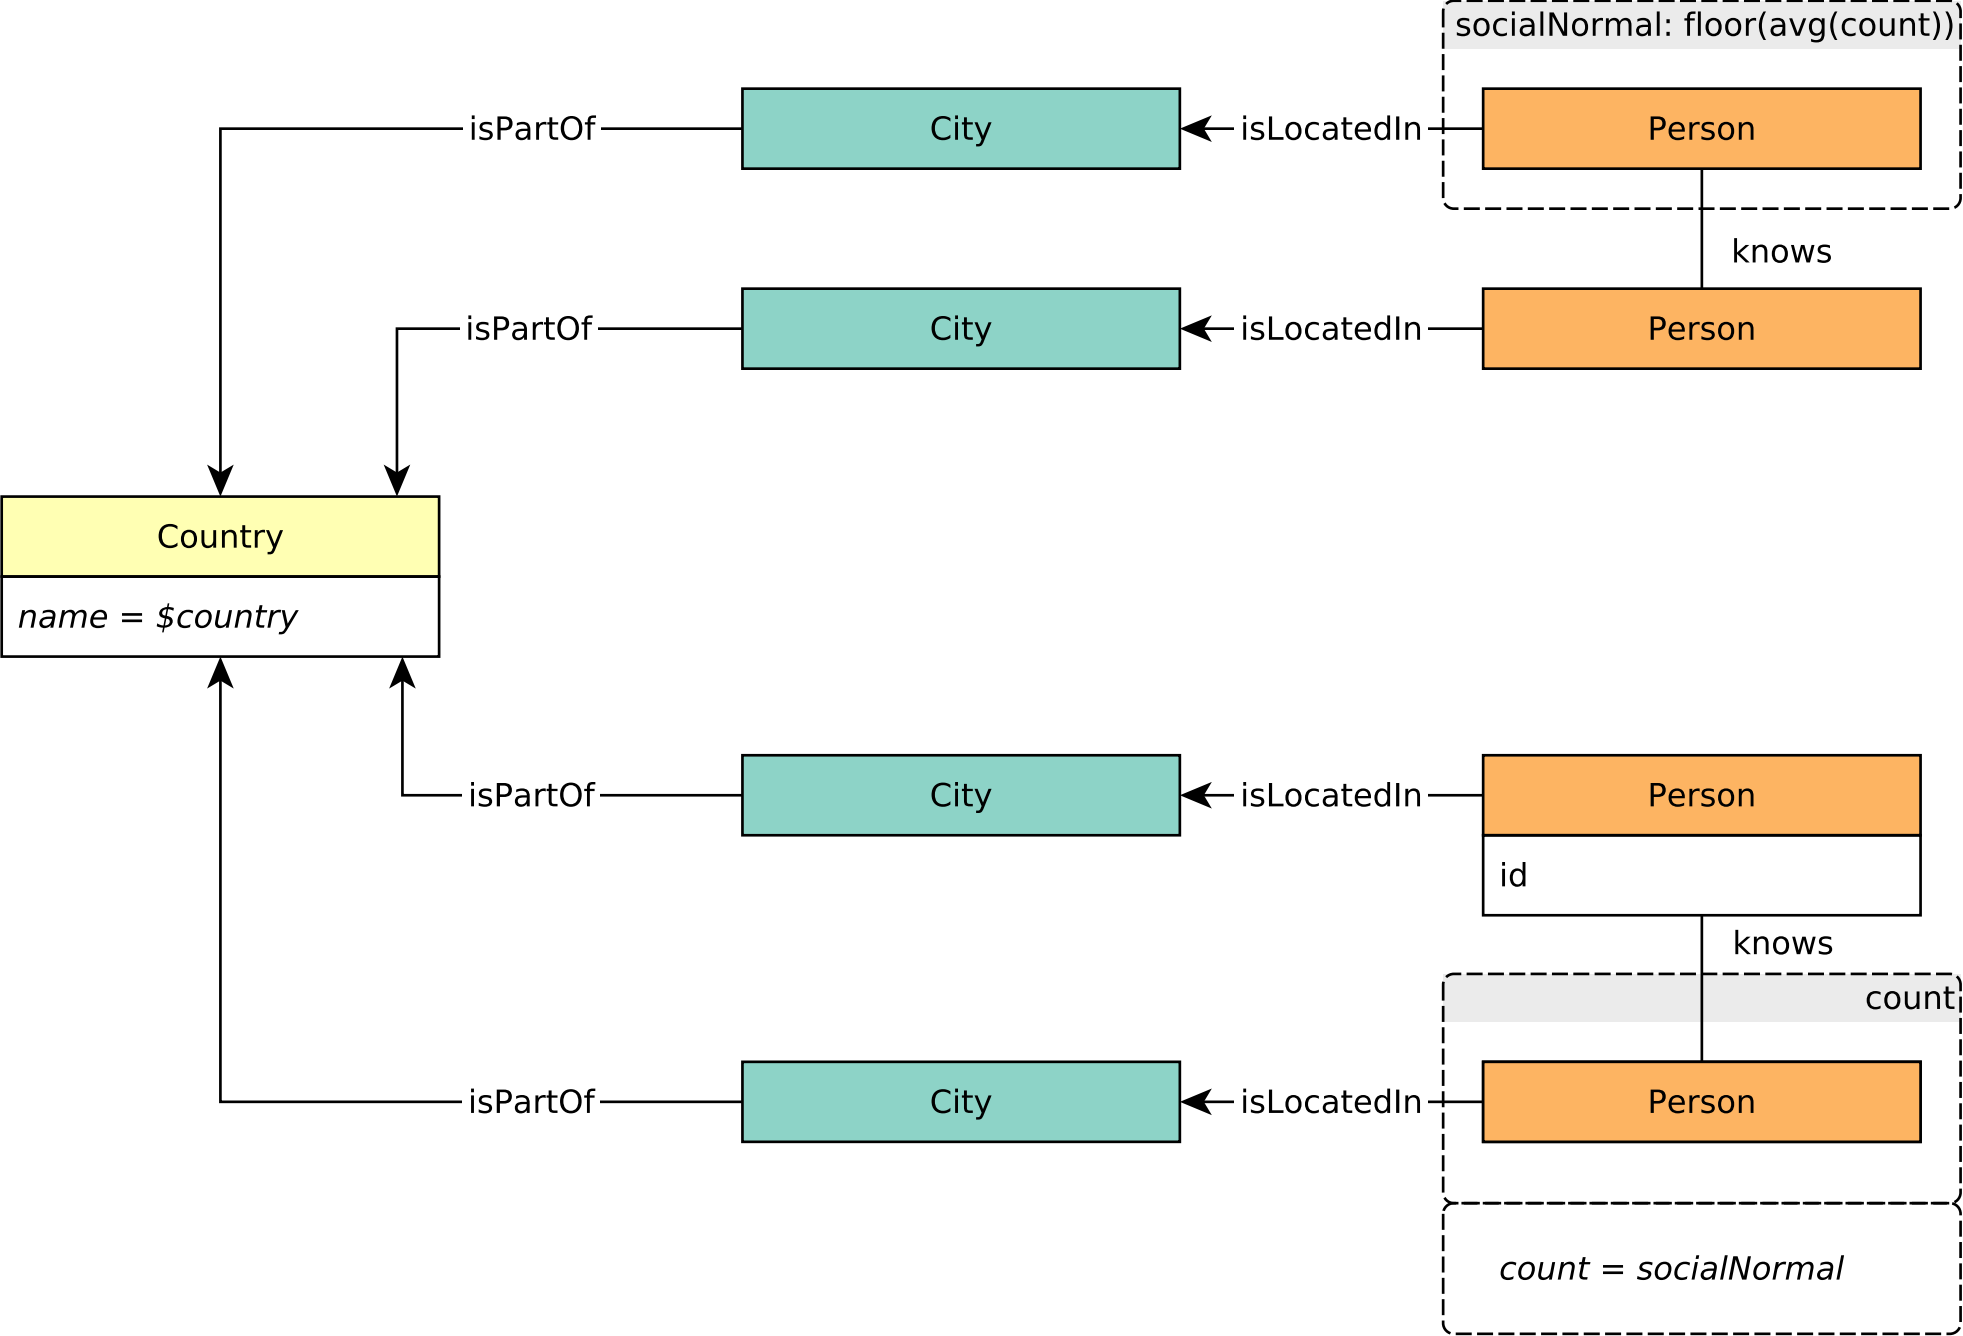 socialNormal: floor(avg(count))
isPartOf
City
isLocatedIn
Person
knows
isPartOf
City
isLocatedIn
Person
Country
name = $country
isPartOf
City
isLocatedIn
Person
id
knows
count
isPartOf
City
isLocatedIn
Person
count = socialNormal